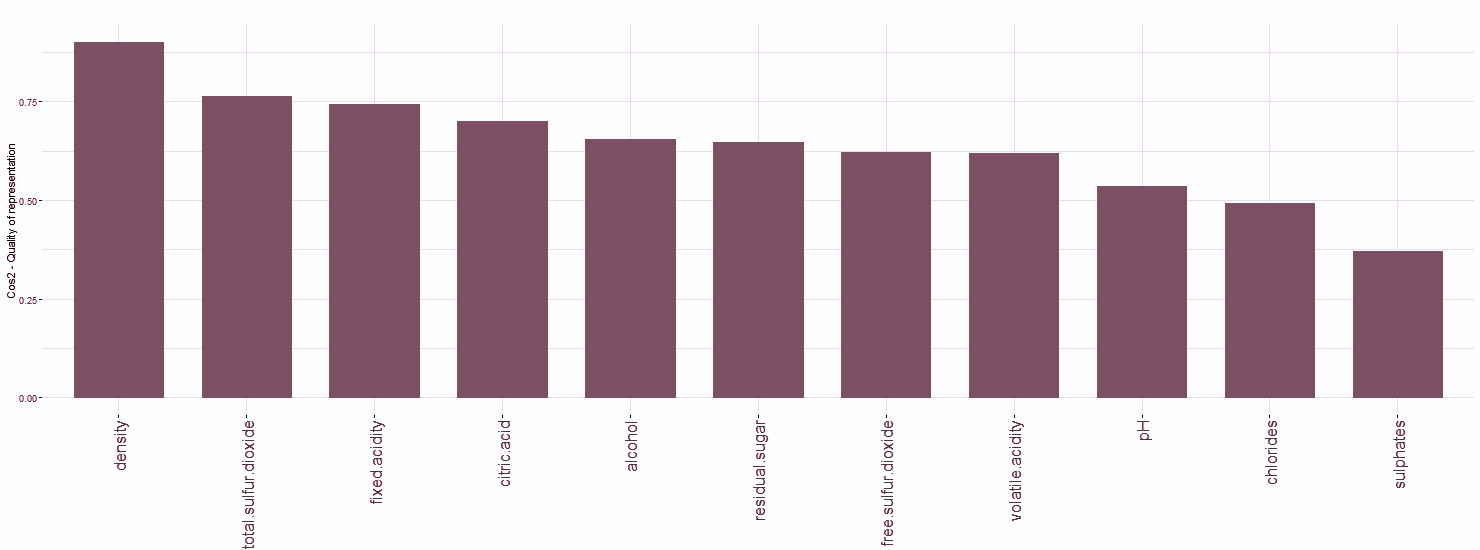 Cos2 - Quality of representation
0.75
0.50
0.25
0.00
density
total.sulfur.dioxide
fixed.acidity
citric.acid
alcohol
residual.sugar
free.sulfur.dioxide
volatile.acidity
pH
chlorides
sulphates